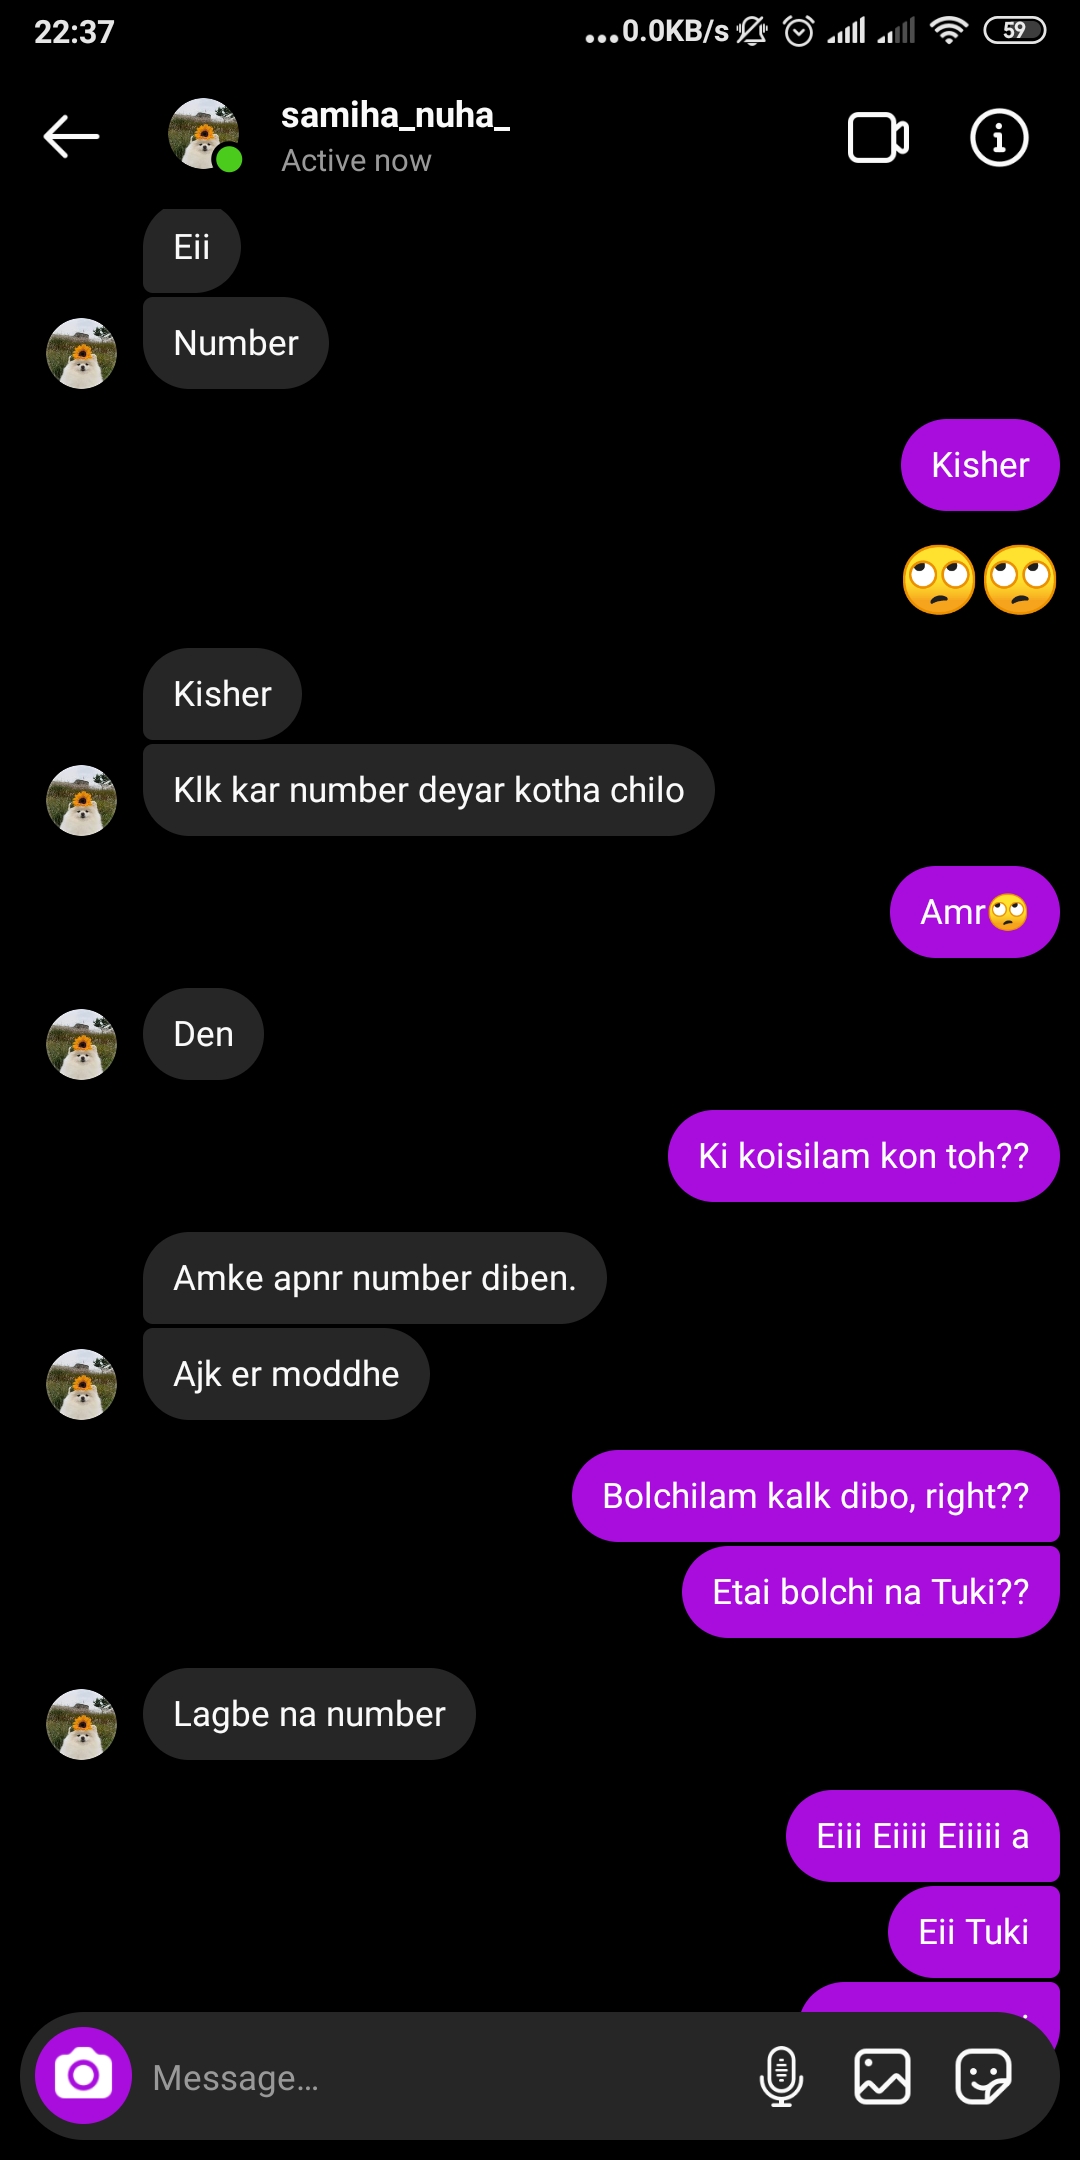 22:37
...0.0KB/s
59
samiha_nuha_
Active now
Eii
Number
Kisher
🙄🙄
Kisher
Klk kar number deyar kotha chilo
Amr🙄
Den
Ki koisilam kon toh??
Amke apnr number diben.
Ajk er moddhe
Bolchilam kalk dibo, right??
Etai bolchi na Tuki??
Lagbe na number
Eiii Eiiii Eiiiii a
Eii Tuki
Message...